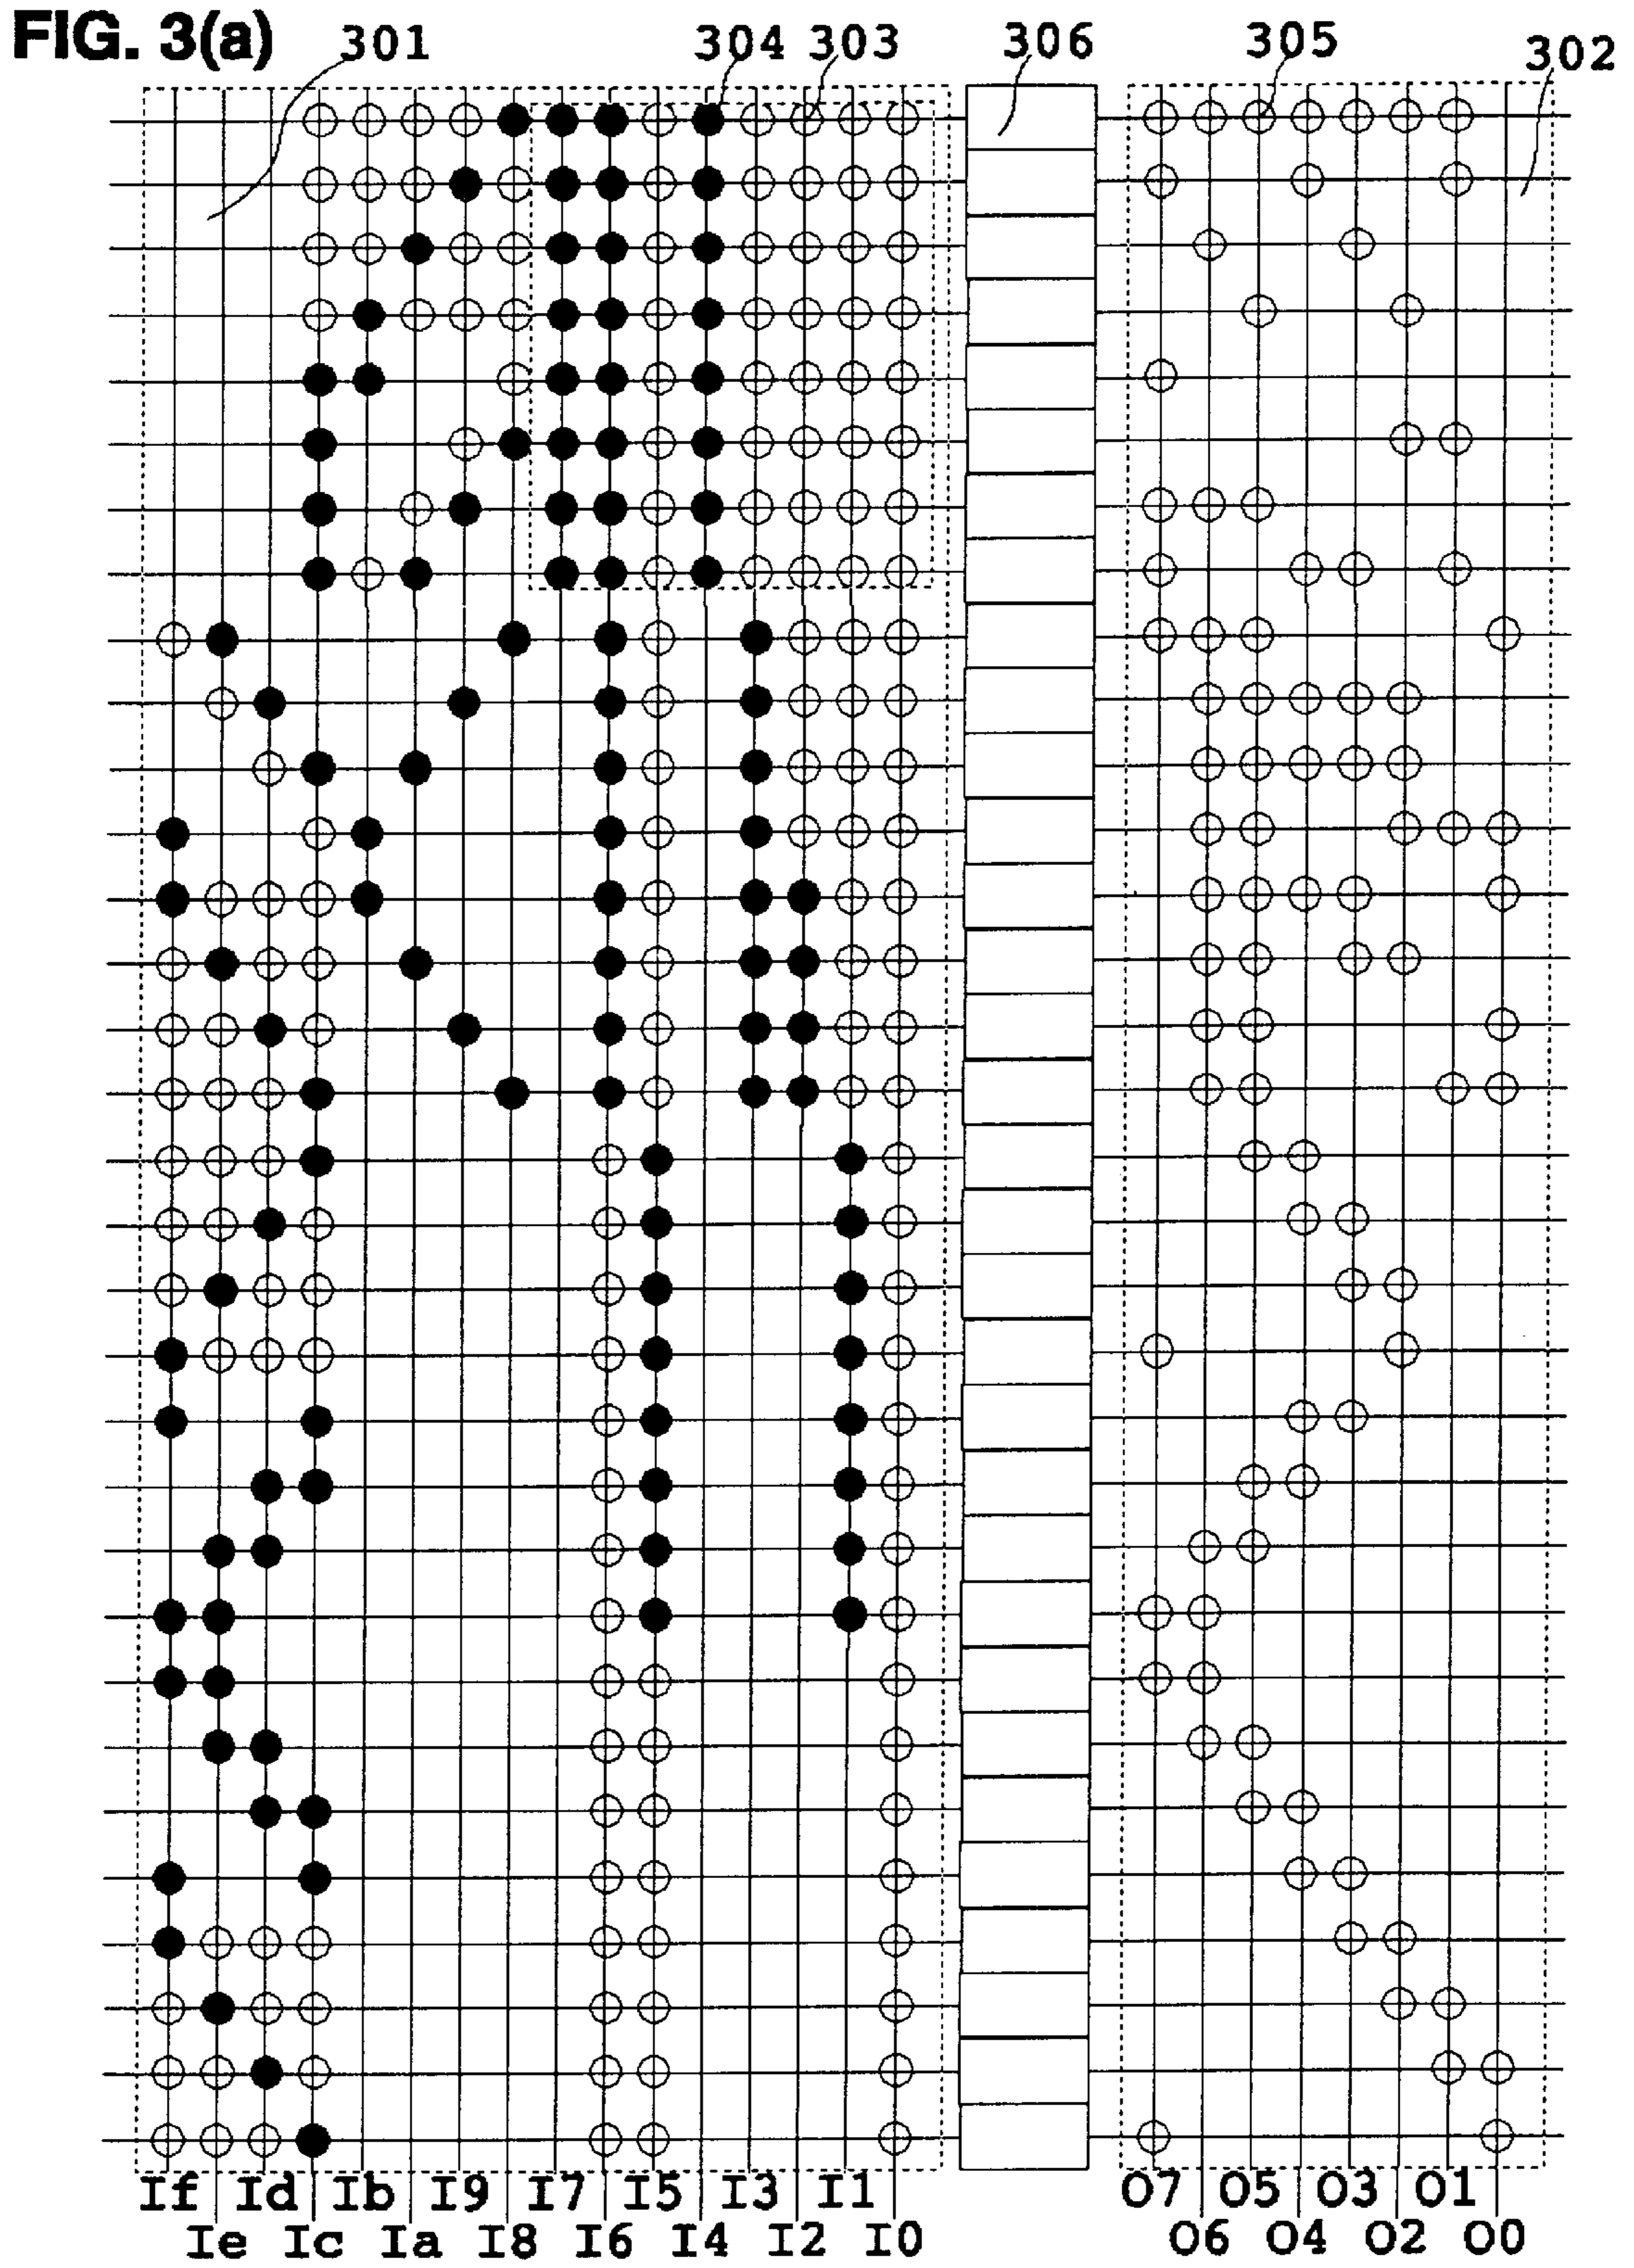 FIG. 3(a) 301 304 303 306 305 302
If Id Ib I9 I7 I5 I3 I1 O7 O5 O3 O1
Ie Ic Ia I8 I6 I4 I2 I0 O6 O4 O2 O0